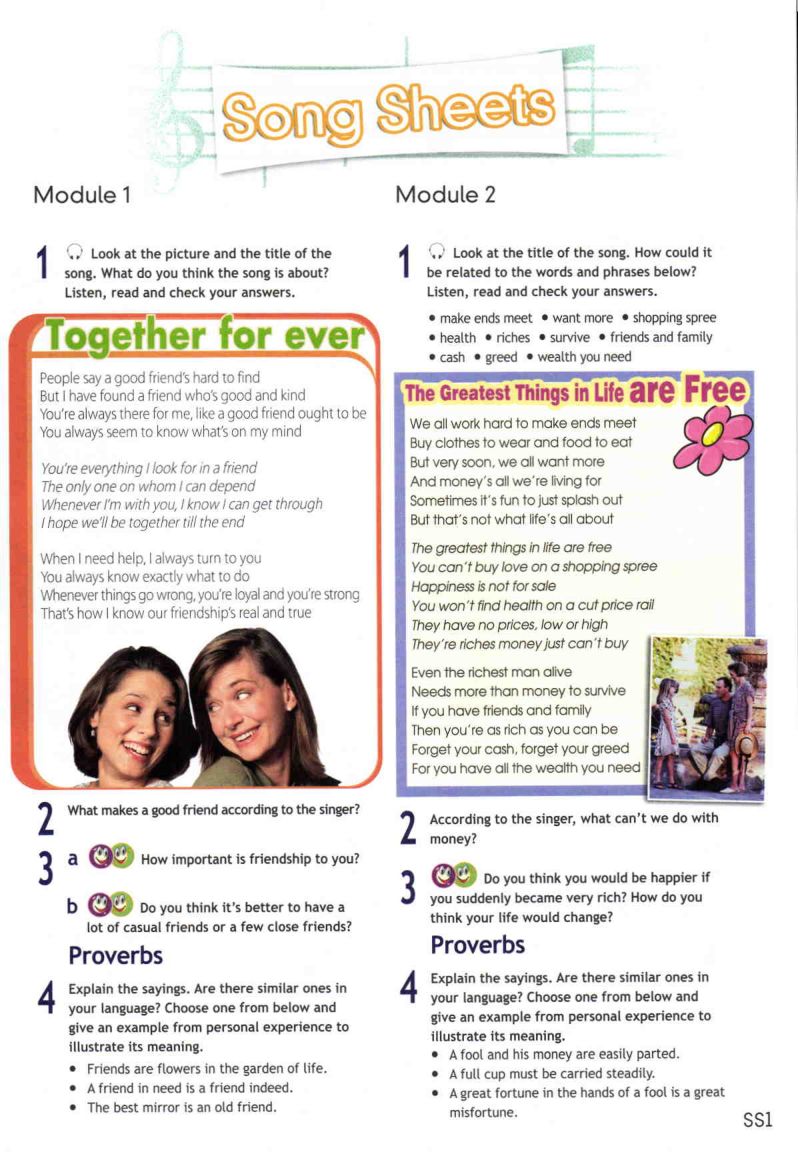 Song Sheets
Module 1
1 Look at the picture and the title of the
song. What do you think the song is about?
Listen, read and check your answers.
Together for ever
People say a good friend's hard to find
But I have found a friend who's good and kind
You're always there for me, like a good friend ought to be
You always seem to know what's on my mind
You're everything I look for in a friend
The only one on whom I can depend
Whenever I'm with you, I know I can get through
I hope we'll be together till the end
When I need help, I always turn to you
You always know exactly what to do
Whenever things go wrong, you're loyal and you're strong
That's how I know our friendship's real and true
2 What makes a good friend according to the singer?
3 a How important is friendship to you?
b Do you think it's better to have a
lot of casual friends or a few close friends?
Proverbs
4 Explain the sayings. Are there similar ones in
your language? Choose one from below and
give an example from personal experience to
illustrate its meaning.
• Friends are flowers in the garden of life.
• A friend in need is a friend indeed.
• The best mirror is an old friend.
Module 2
1 Look at the title of the song. How could it
be related to the words and phrases below?
Listen, read and check your answers.
• make ends meet • want more • shopping spree
• health • riches • survive • friends and family
• cash • greed • wealth you need
The Greatest Things in Life are Free
We all work hard to make ends meet
Buy clothes to wear and food to eat
But very soon, we all want more
And money's all we're living for
Sometimes it's fun to just splash out
But that's not what life's all about
The greatest things in life are free
You can't buy love on a shopping spree
Happiness is not for sale
You won't find health on a cut price rail
They have no prices, low or high
They're riches money just can't buy
Even the richest man alive
Needs more than money to survive
If you have friends and family
Then you're as rich as you can be
Forget your cash, forget your greed
For you have all the wealth you need
2 According to the singer, what can't we do with
money?
3 Do you think you would be happier if
you suddenly became very rich? How do you
think your life would change?
Proverbs
4 Explain the sayings. Are there similar ones in
your language? Choose one from below and
give an example from personal experience to
illustrate its meaning.
• A fool and his money are easily parted.
• A full cup must be carried steadily.
• A great fortune in the hands of a fool is a great
misfortune.
SS1